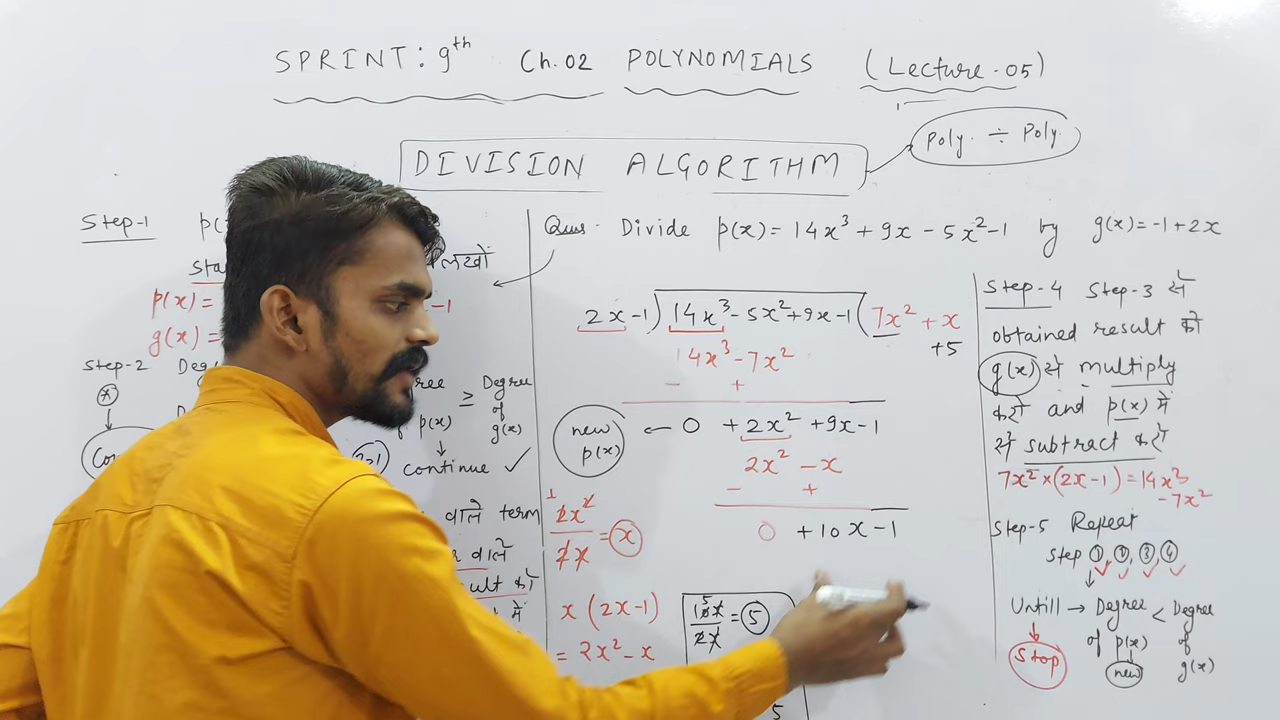 SPRINT: 9th Ch. 02 POLYNOMIALS (Lecture-05)
DIVISION ALGORITHM
Poly. ÷ Poly.
Step-1
p(x)=
-1
g(x)=
Step-2
Degree
of
p(x)
≥
Degree
of
g(x)
continue ✓
वाले term
Ques. Divide p(x) = 14x³ + 9x - 5x² - 1 by g(x) = -1 + 2x
2x-1) 14x³ - 5x² + 9x - 1 (7x² + x
+5
14x³ - 7x²
- +
new p(x) ← 0 + 2x² + 9x - 1
2x² - x
- +
0 + 10x - 1
1
2x²
2x
= x
x (2x-1)
= 2x² - x
5
10x
2x
= 5
5
Step-4 Step-3 से
obtained result को
g(x) से multiply
करो and p(x) में
से subtract करो
7x² × (2x-1) = 14x³
- 7x²
Step-5 Repeat
Step ①, ②, ③, ④
Untill → Degree < Degree
of p(x) of
Stop new g(x)